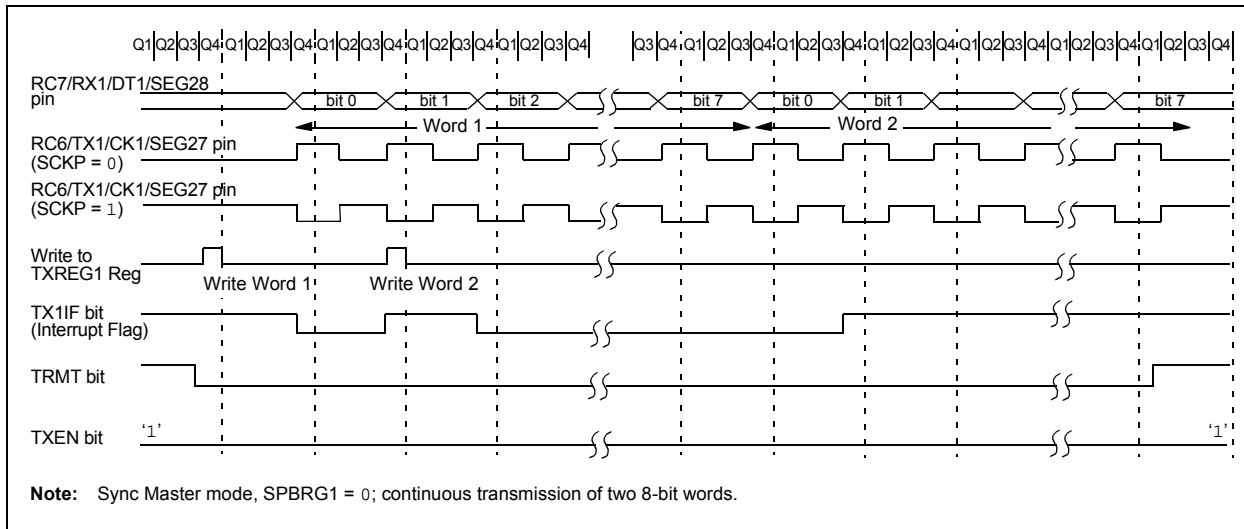 Q1 Q2 Q3 Q4 Q1 Q2 Q3 Q4 Q1 Q2 Q3 Q4 Q1 Q2 Q3 Q4 Q1 Q2 Q3 Q4 Q3 Q4 Q1 Q2 Q3 Q4 Q1 Q2 Q3 Q4 Q1 Q2 Q3 Q4 Q1 Q2 Q3 Q4 Q1 Q2 Q3 Q4 Q1 Q2 Q3 Q4
RC7/RX1/DT1/SEG28
pin
bit 0 bit 1 bit 2 bit 7 bit 0 bit 1 bit 7
Word 1 Word 2
RC6/TX1/CK1/SEG27 pin
(SCKP = 0)
RC6/TX1/CK1/SEG27 pin
(SCKP = 1)
Write to
TXREG1 Reg
Write Word 1 Write Word 2
TX1IF bit
(Interrupt Flag)
TRMT bit
TXEN bit
‘1’ ‘1’
Note: Sync Master mode, SPBRG1 = 0; continuous transmission of two 8-bit words.